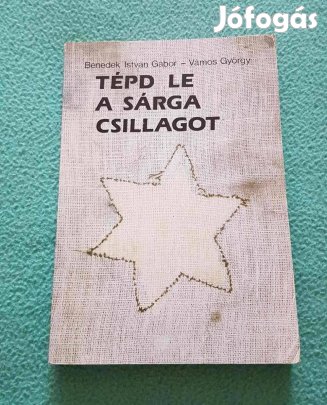 Jófogás
Benedek István Gábor – Vámos György
TÉPD LE
A SÁRGA
CSILLAGOT